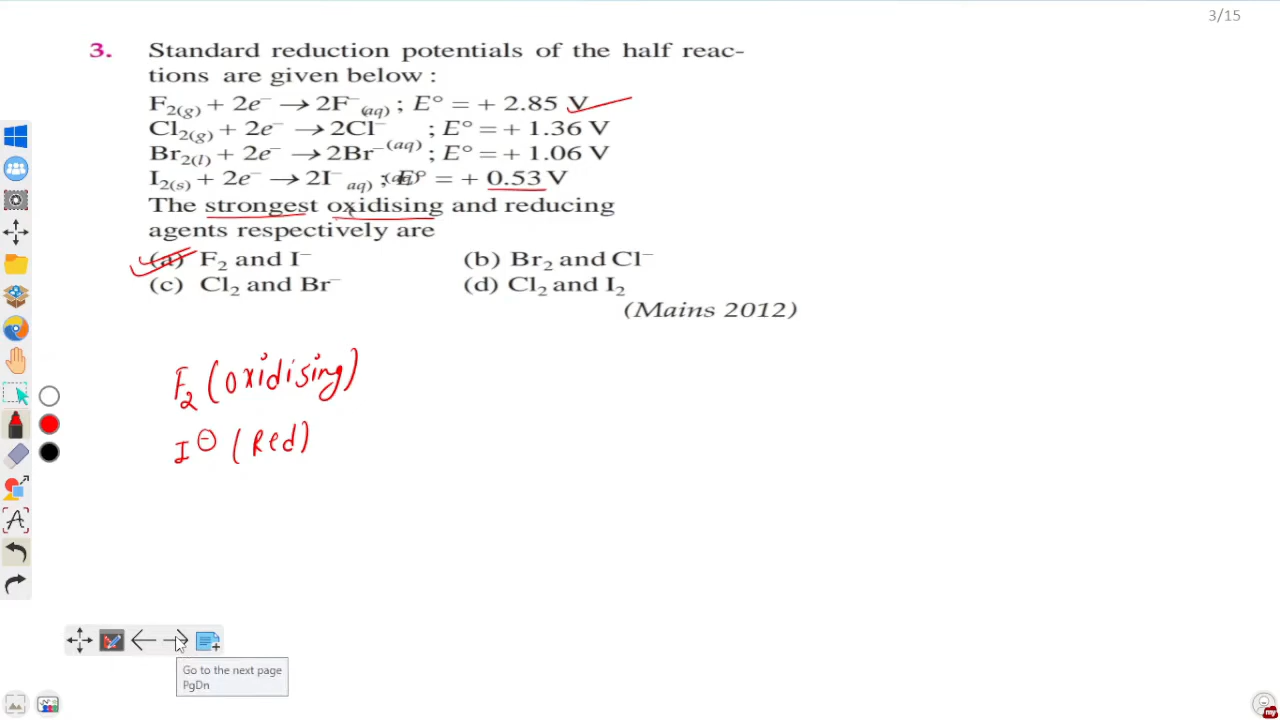 3/15
3. Standard reduction potentials of the half reac-
tions are given below :
F2(g) + 2e− → 2F−(aq) ; E° = + 2.85 V
Cl2(g) + 2e− → 2Cl− ; E° = + 1.36 V
Br2(l) + 2e− → 2Br−(aq) ; E° = + 1.06 V
I2(s) + 2e− → 2I− aq) ; E° = + 0.53 V
The strongest oxidising and reducing
agents respectively are
(a) F2 and I− (b) Br2 and Cl−
(c) Cl2 and Br− (d) Cl2 and I2
(Mains 2012)
F2 (Oxidising)
I⊖ (Red)
Go to the next page
PgDn